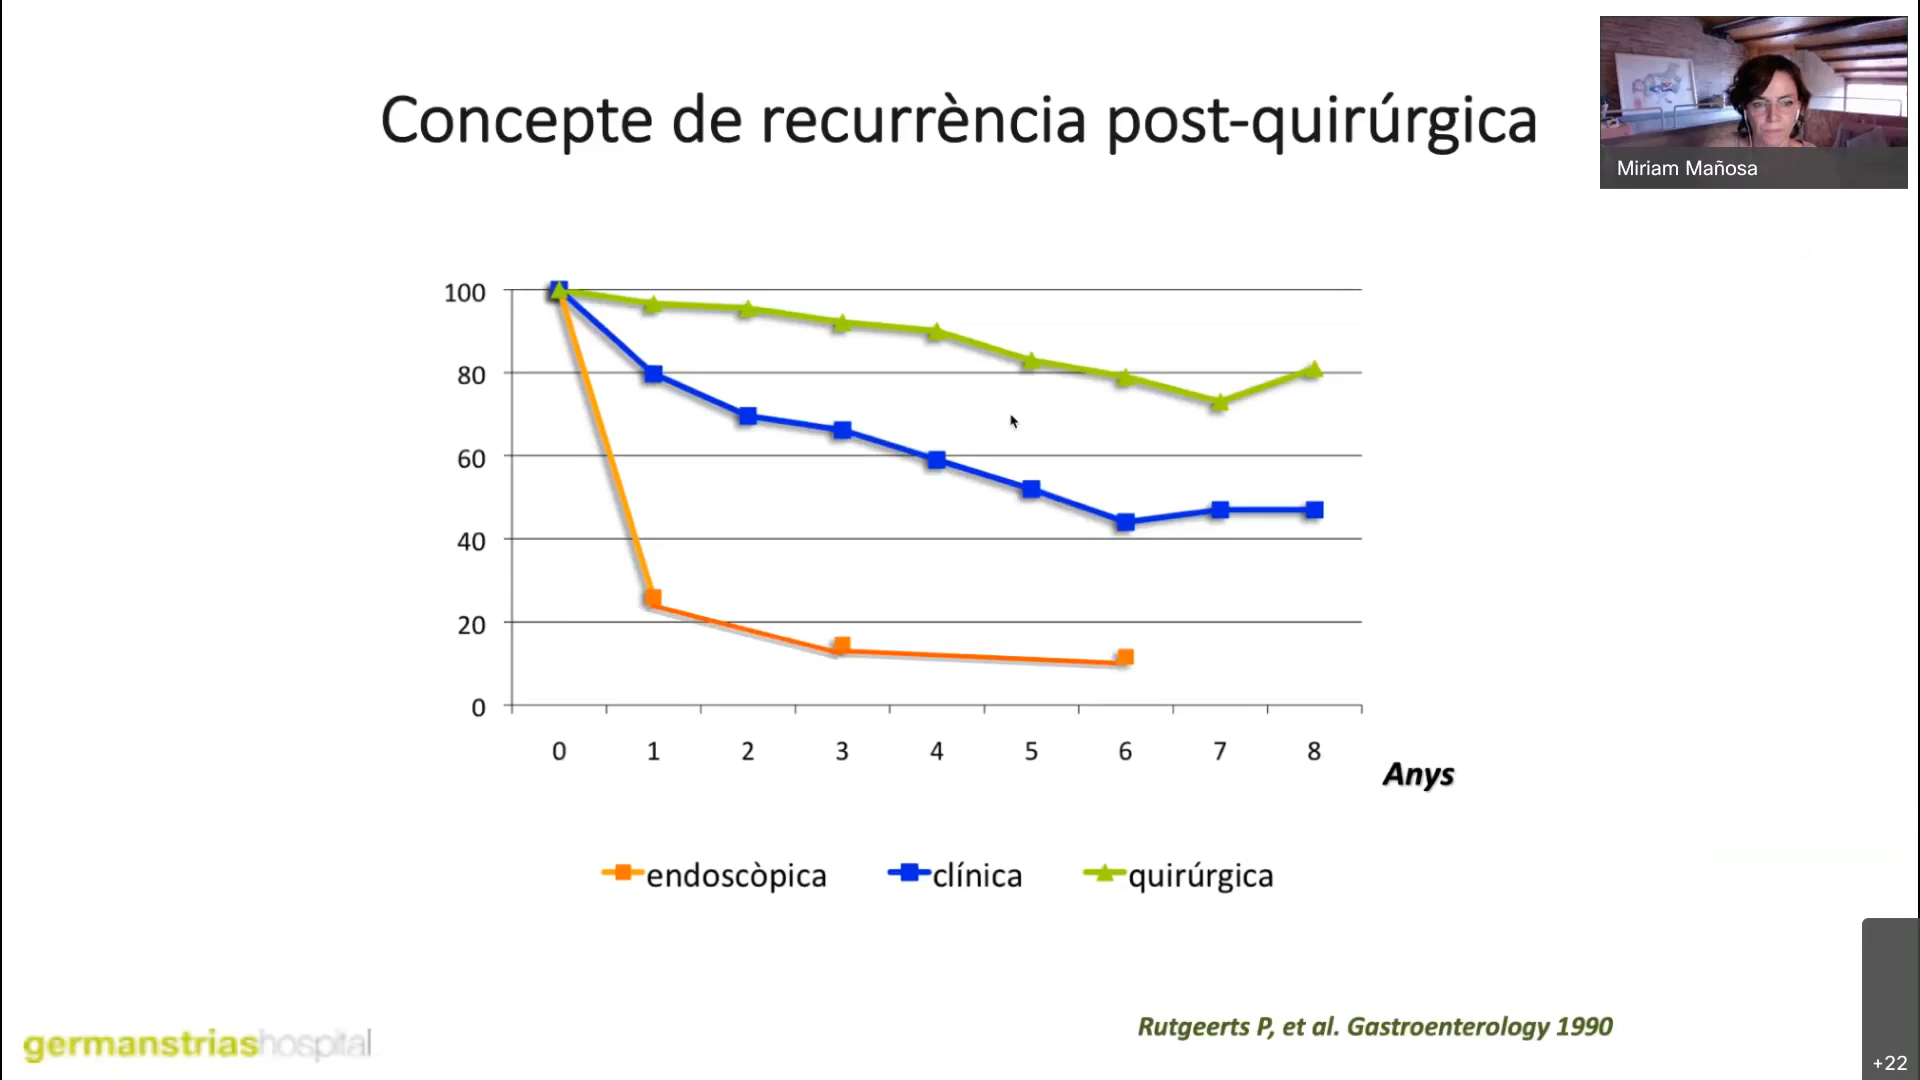 Concepte de recurrència post-quirúrgica
Miriam Mañosa
100
80
60
40
20
0
0 1 2 3 4 5 6 7 8
Anys
endoscòpica clínica quirúrgica
Rutgeerts P, et al. Gastroenterology 1990
germanstriashospital
+22